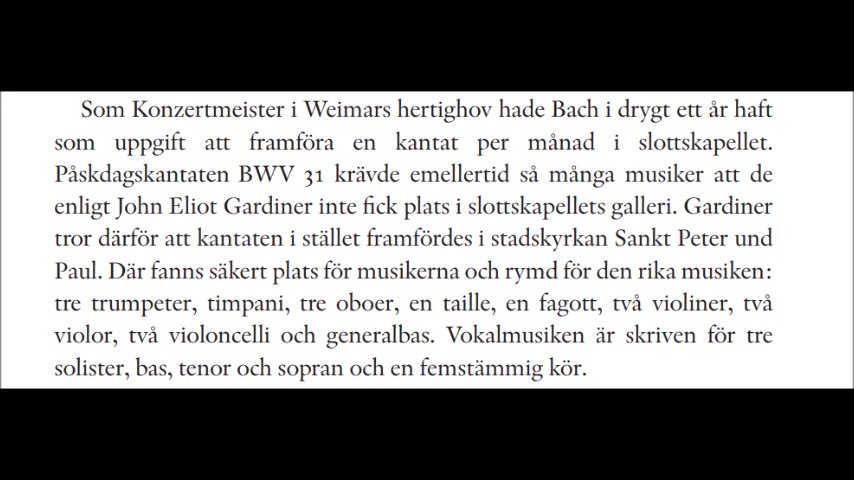 Som Konzertmeister i Weimars hertighov hade Bach i drygt ett år haft
som uppgift att framföra en kantat per månad i slottskapellet.
Påskdagskantaten BWV 31 krävde emellertid så många musiker att de
enligt John Eliot Gardiner inte fick plats i slottskapellets galleri. Gardiner
tror därför att kantaten i stället framfördes i stadskyrkan Sankt Peter und
Paul. Där fanns säkert plats för musikerna och rymd för den rika musiken:
tre trumpeter, timpani, tre oboer, en taille, en fagott, två violiner, två
violor, två violoncelli och generalbas. Vokalmusiken är skriven för tre
solister, bas, tenor och sopran och en femstämmig kör.